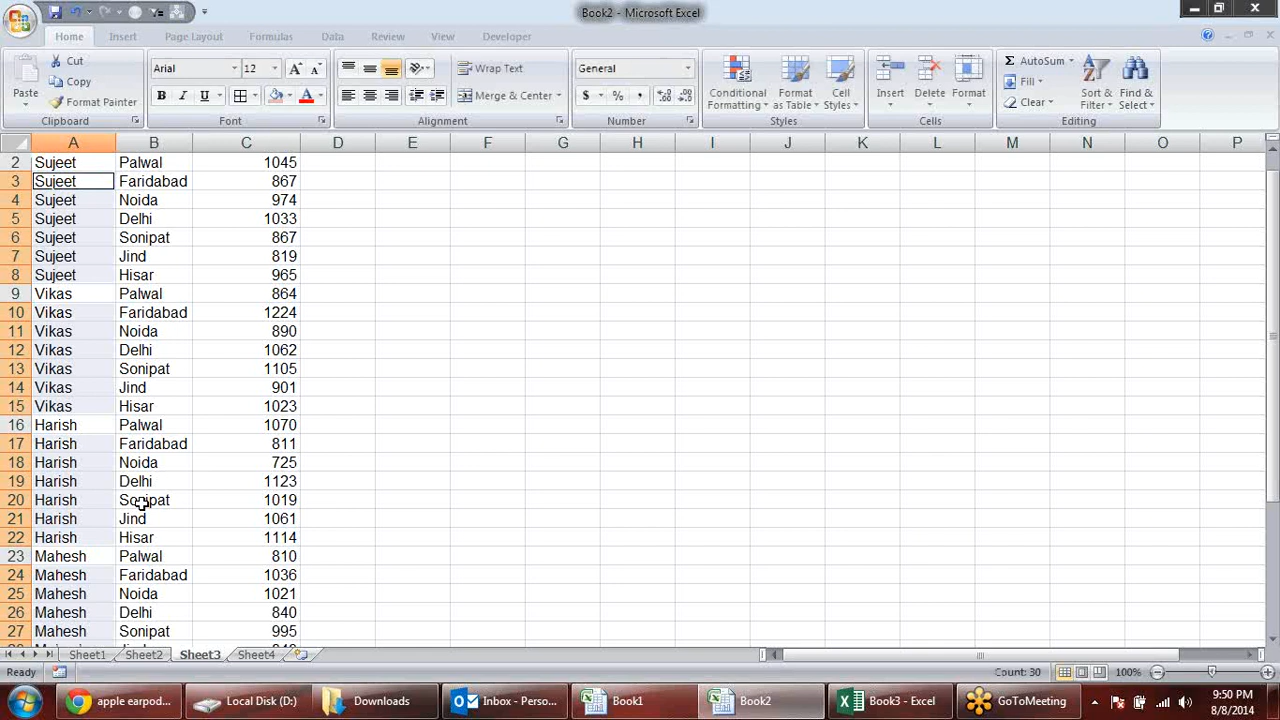 Book2 - Microsoft Excel
Home Insert Page Layout Formulas Data Review View Developer
Paste Cut Copy Format Painter Clipboard
Arial 12 A A B I U A Font
Wrap Text Merge & Center Alignment
General $ % , Number
Conditional Formatting Format as Table Cell Styles Styles
Insert Delete Format Cells
Σ AutoSum Fill Clear Sort & Filter Find & Select Editing
A B C D E F G H I J K L M N O P
2 Sujeet Palwal 1045
3 Sujeet Faridabad 867
4 Sujeet Noida 974
5 Sujeet Delhi 1033
6 Sujeet Sonipat 867
7 Sujeet Jind 819
8 Sujeet Hisar 965
9 Vikas Palwal 864
10 Vikas Faridabad 1224
11 Vikas Noida 890
12 Vikas Delhi 1062
13 Vikas Sonipat 1105
14 Vikas Jind 901
15 Vikas Hisar 1023
16 Harish Palwal 1070
17 Harish Faridabad 811
18 Harish Noida 725
19 Harish Delhi 1123
20 Harish Sonipat 1019
21 Harish Jind 1061
22 Harish Hisar 1114
23 Mahesh Palwal 810
24 Mahesh Faridabad 1036
25 Mahesh Noida 1021
26 Mahesh Delhi 840
27 Mahesh Sonipat 995
Sheet1 Sheet2 Sheet3 Sheet4
Ready Count: 30 100%
apple earpod... Local Disk (D:) Downloads Inbox - Perso... Book1 Book2 Book3 - Excel GoToMeeting 9:50 PM
8/8/2014